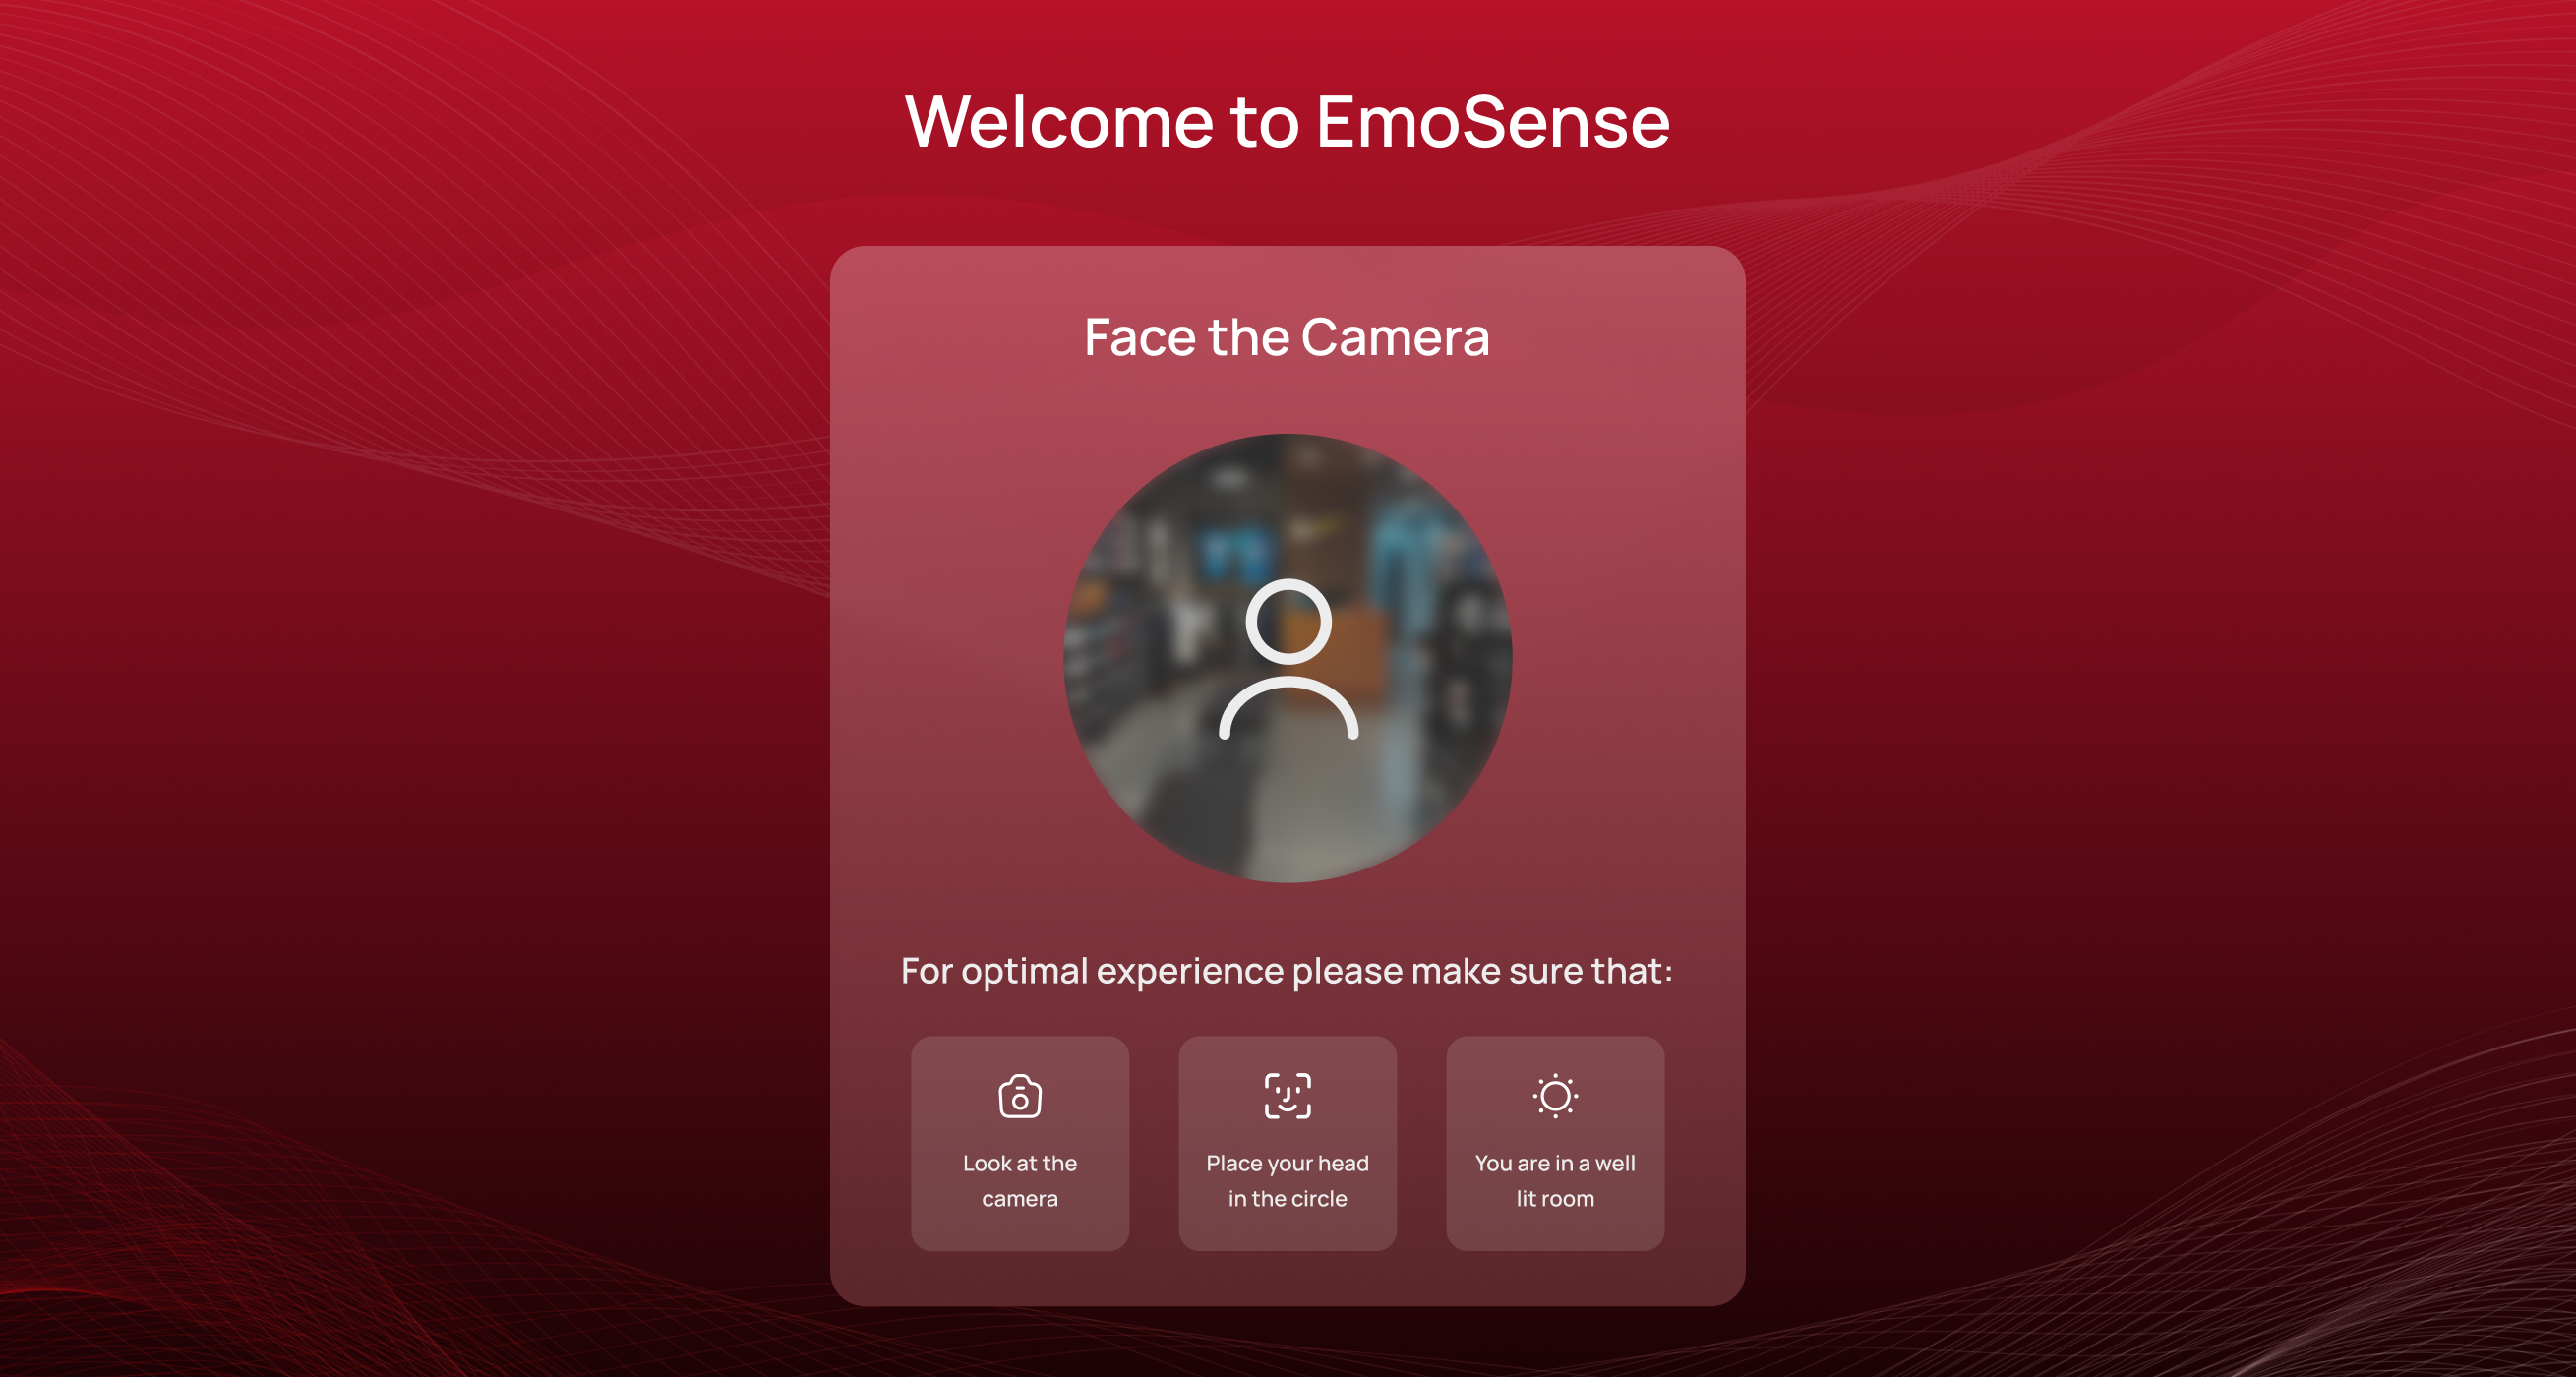 Welcome to EmoSense
Face the Camera
For optimal experience please make sure that:
Look at the
camera
Place your head
in the circle
You are in a well
lit room